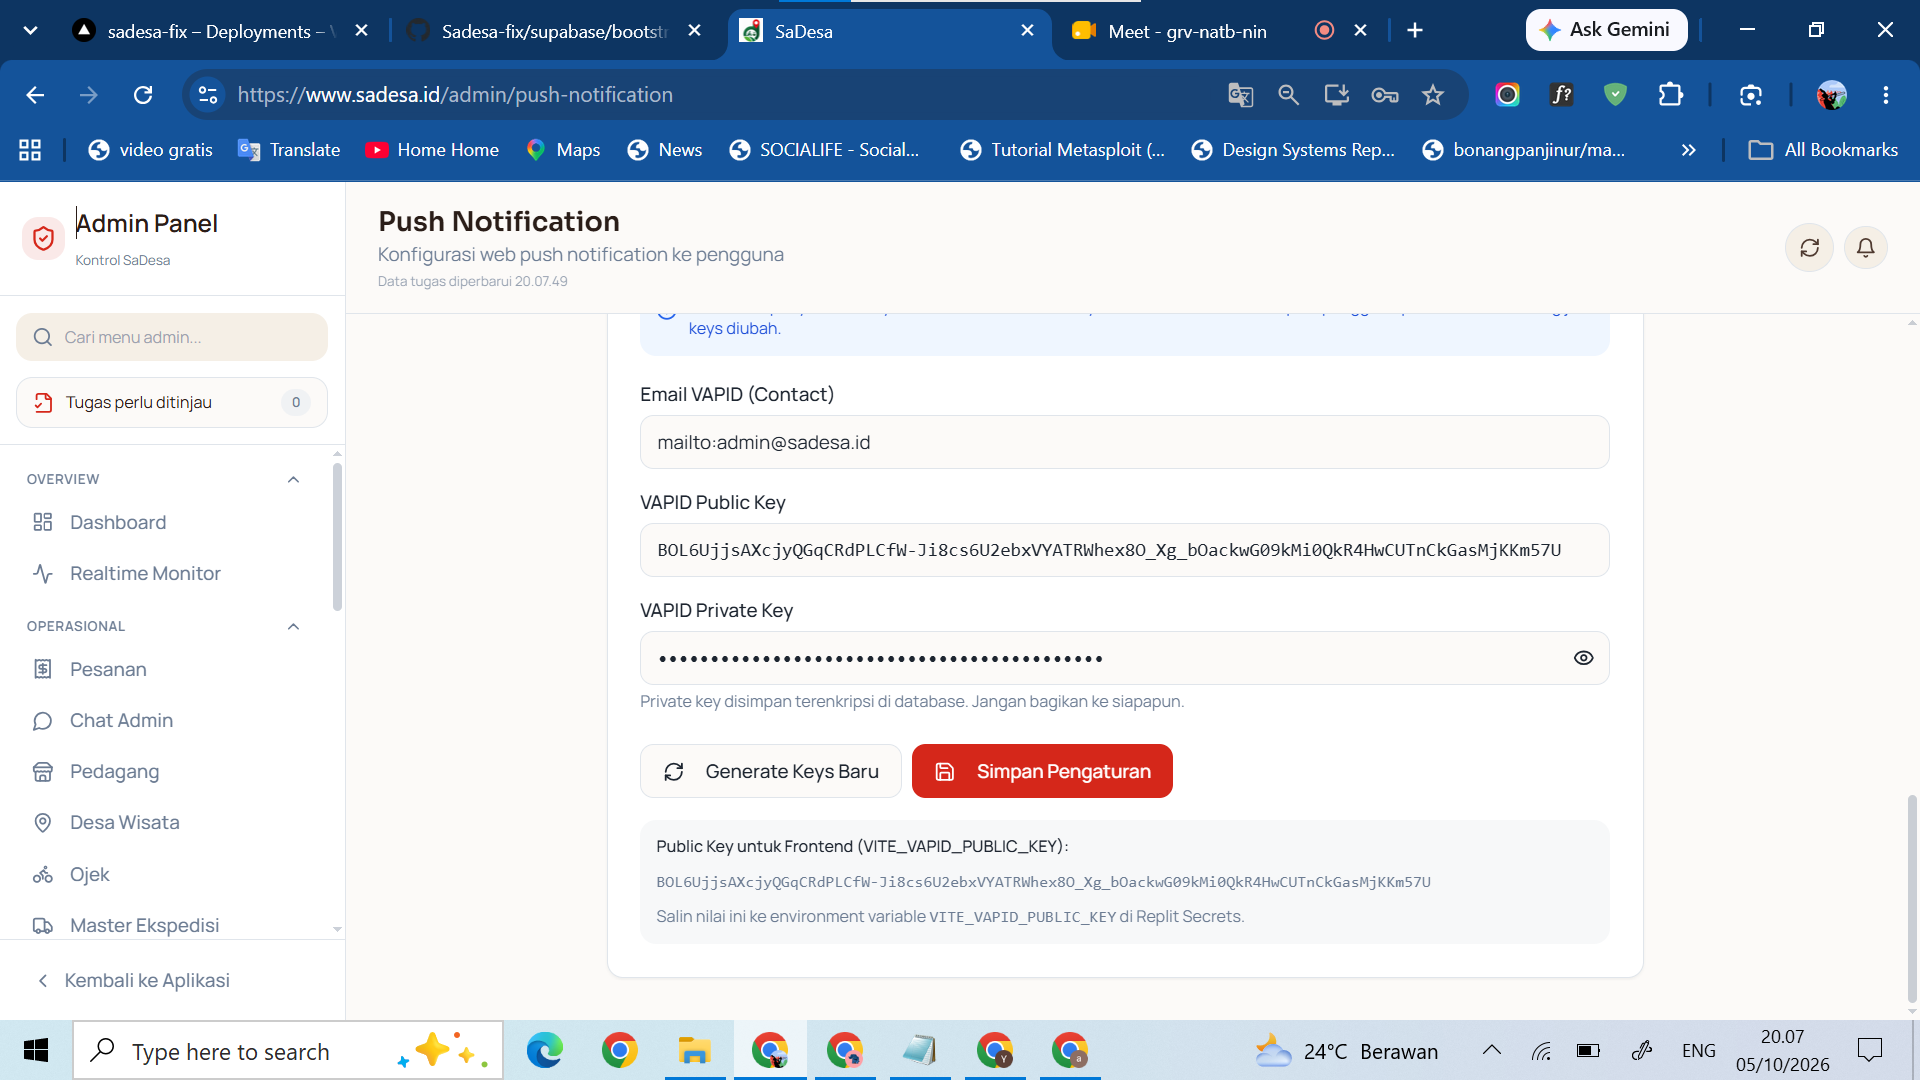 sadesa-fix – Deployments –
Sadesa-fix/supabase/bootst
SaDesa
Meet - grv-natb-nin
Ask Gemini
https://www.sadesa.id/admin/push-notification
video gratis
Translate
Home Home
Maps
News
SOCIALIFE - Social...
Tutorial Metasploit (...
Design Systems Rep...
bonangpanjinur/ma...
All Bookmarks
Admin Panel
Kontrol SaDesa
Cari menu admin...
Tugas perlu ditinjau
0
OVERVIEW
Dashboard
Realtime Monitor
OPERASIONAL
Pesanan
Chat Admin
Pedagang
Desa Wisata
Ojek
Master Ekspedisi
Kembali ke Aplikasi
Push Notification
Konfigurasi web push notification ke pengguna
Data tugas diperbarui 20.07.49
keys diubah.
Email VAPID (Contact)
mailto:admin@sadesa.id
VAPID Public Key
BOL6UjjsAXcjyQGqCRdPLCfW-Ji8cs6U2ebxVYATRWhex8O_Xg_bOackwG09kMi0QkR4HwCUTnCkGasMjKKm57U
VAPID Private Key
Private key disimpan terenkripsi di database. Jangan bagikan ke siapapun.
Generate Keys Baru
Simpan Pengaturan
Public Key untuk Frontend (VITE_VAPID_PUBLIC_KEY):
BOL6UjjsAXcjyQGqCRdPLCfW-Ji8cs6U2ebxVYATRWhex8O_Xg_bOackwG09kMi0QkR4HwCUTnCkGasMjKKm57U
Salin nilai ini ke environment variable VITE_VAPID_PUBLIC_KEY di Replit Secrets.
Type here to search
24°C Berawan
ENG
20.07
05/10/2026